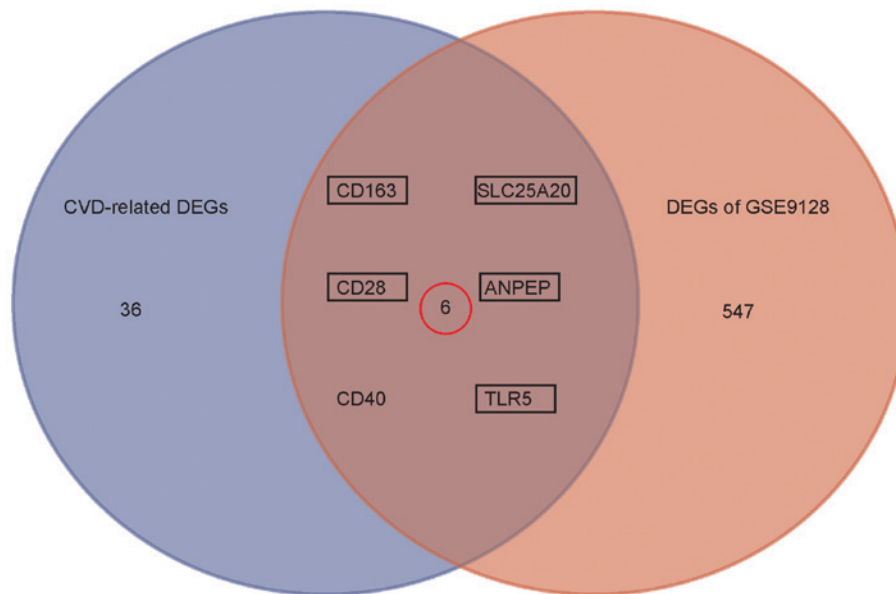 CD163
SLC25A20
CVD-related DEGs
DEGs of GSE9128
CD28
ANPEP
36
6
547
CD40
TLR5